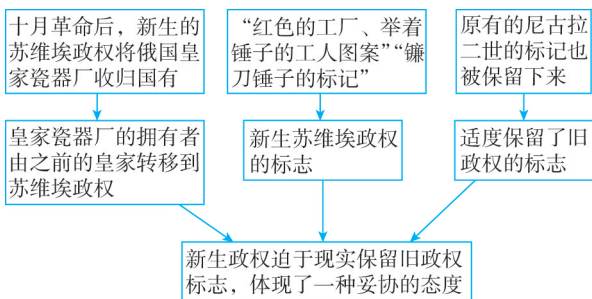 十月革命后，新生的
苏维埃政权将俄国皇
家瓷器厂收归国有
“红色的工厂、举着
锤子的工人图案”“镰
刀锤子的标记”
原有的尼古拉
二世的标记也
被保留下来
皇家瓷器厂的拥有者
由之前的皇家转移到
苏维埃政权
新生苏维埃政权
的标志
适度保留了旧
政权的标志
新生政权迫于现实保留旧政权
标志，体现了一种妥协的态度